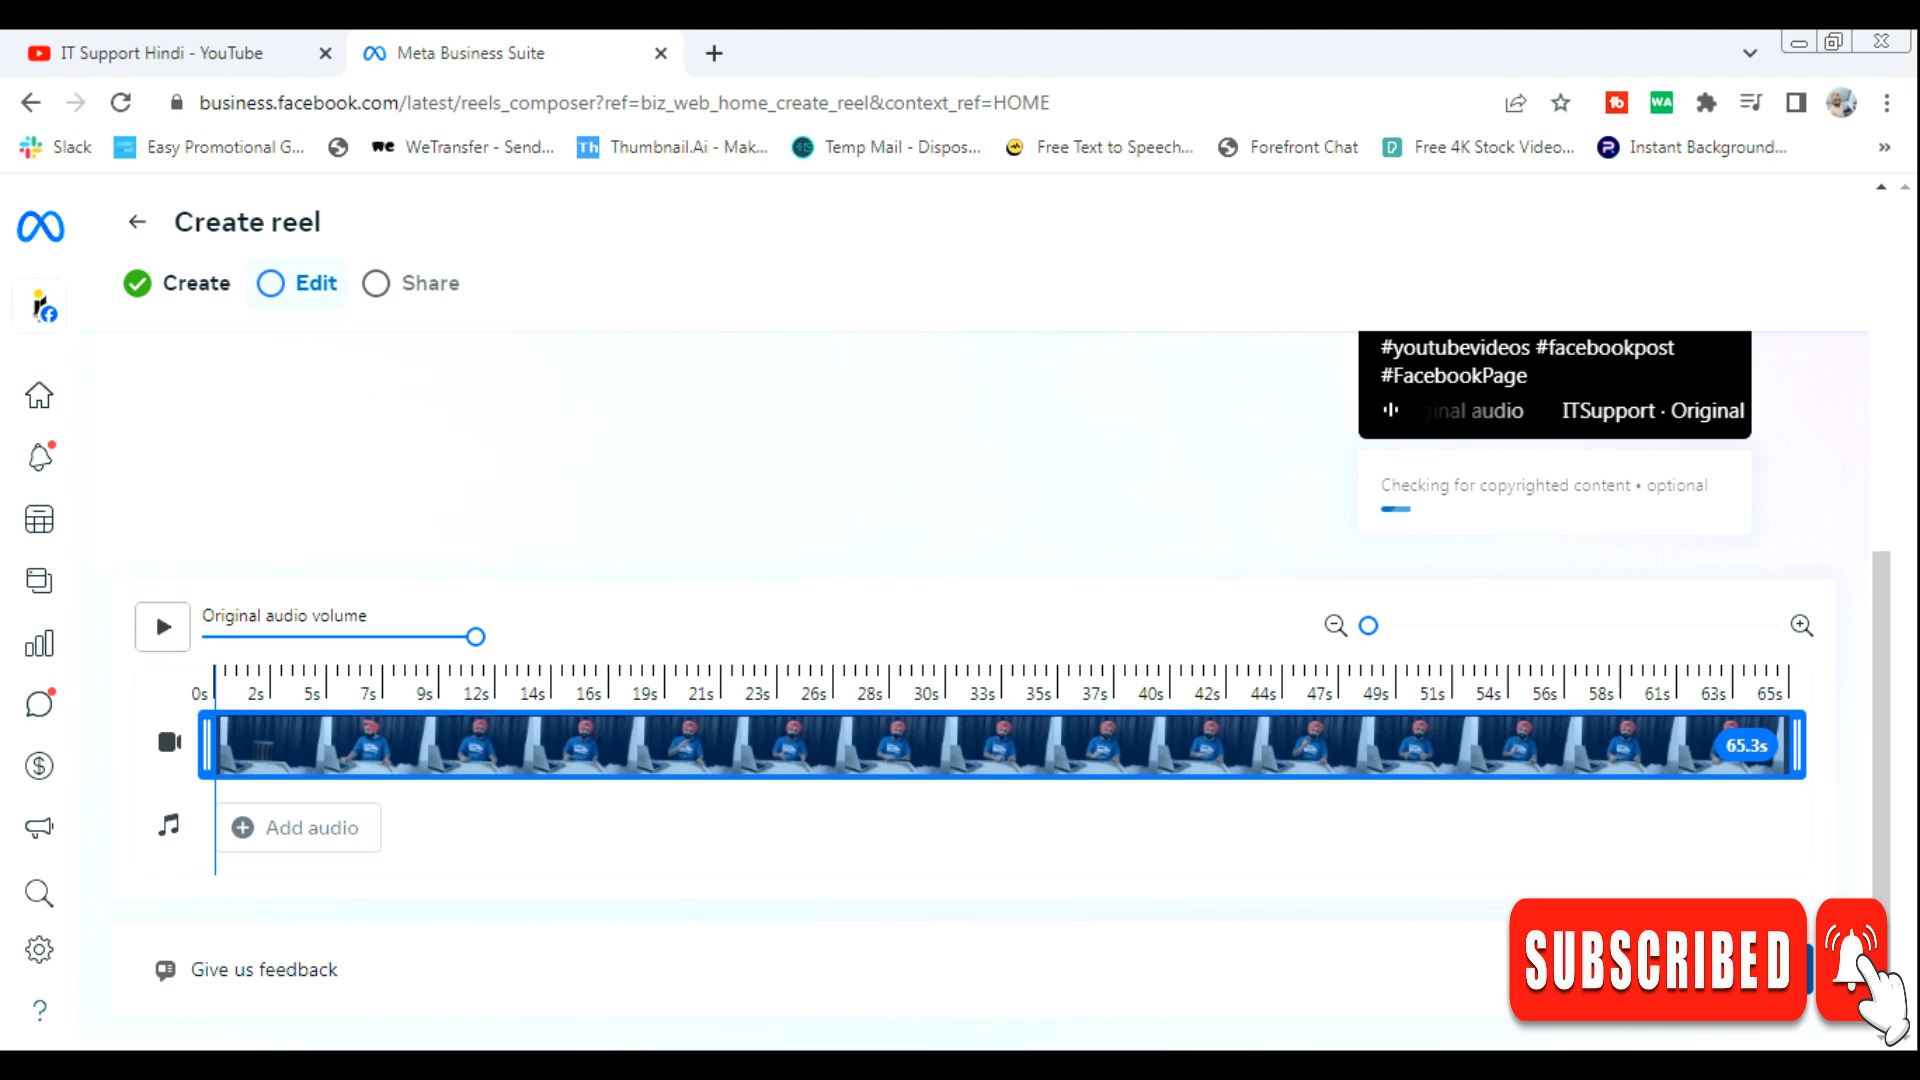 IT Support Hindi - YouTube
Meta Business Suite
business.facebook.com/latest/reels_composer?ref=biz_web_home_create_reel&context_ref=HOME
tb
WA
Slack
Easy Promotional G...
we
WeTransfer - Send...
Th
Thumbnail.Ai - Mak...
Temp Mail - Dispos...
Free Text to Speech...
Forefront Chat
D
Free 4K Stock Video...
Instant Background...
Create reel
Create
Edit
Share
#youtubevideos #facebookpost
#FacebookPage
inal audio ITSupport · Original
Checking for copyrighted content • optional
Original audio volume
0s 2s 5s 7s 9s 12s 14s 16s 19s 21s 23s 26s 28s 30s 33s 35s 37s 40s 42s 44s 47s 49s 51s 54s 56s 58s 61s 63s 65s
65.3s
Add audio
Give us feedback
SUBSCRIBED